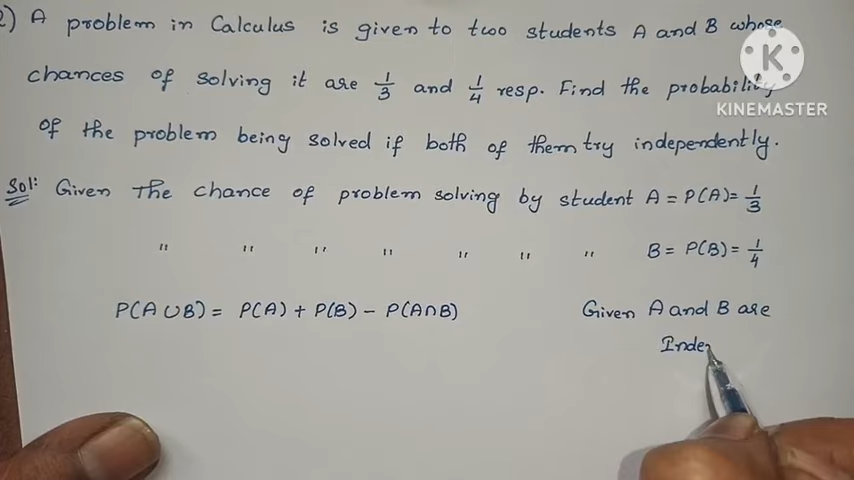 2) A problem in Calculus is given to two students A and B whose
chances of solving it are 1/3 and 1/4 resp. Find the probability
of the problem being solved if both of them try independently.
Sol: Given The chance of problem solving by student A = P(A) = 1/3
" " " " " " " B = P(B) = 1/4
P(A ∪ B) = P(A) + P(B) - P(A∩B)
Given A and B are
Inde
K
KINEMASTER